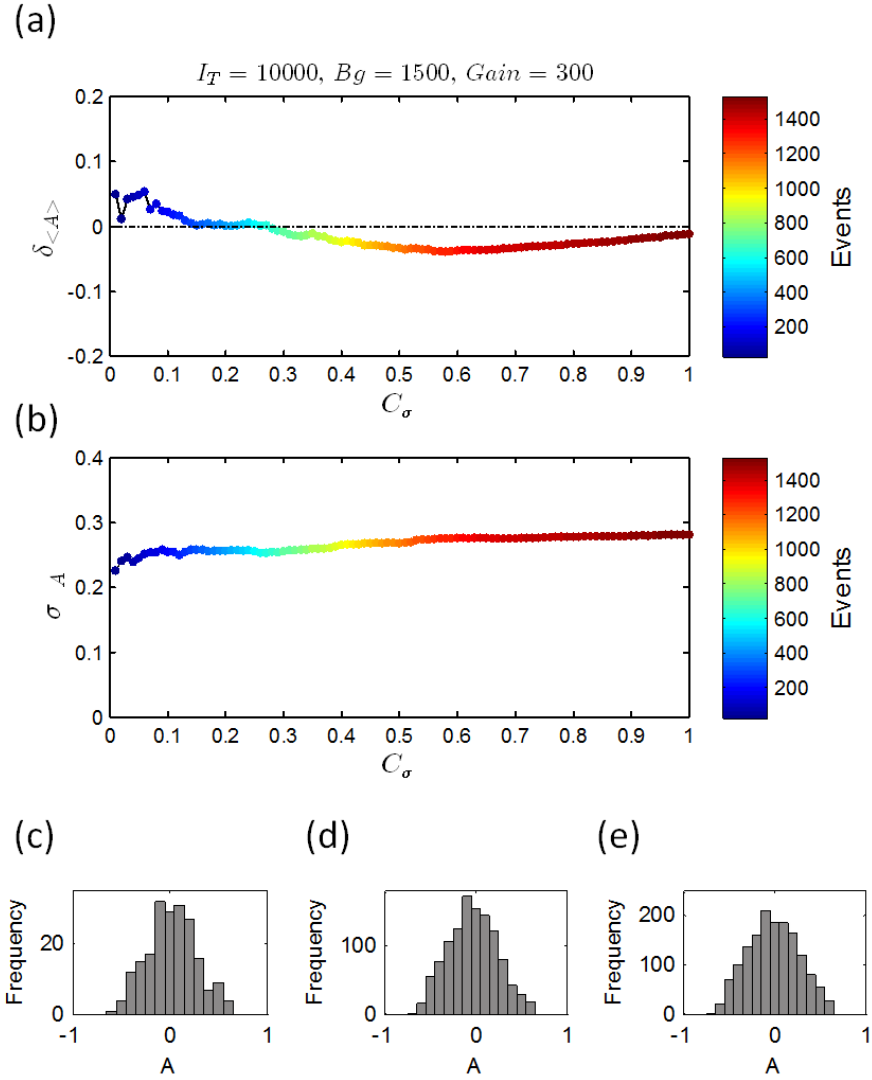 (a)
I_T = 10000, Bg = 1500, Gain = 300
0.2
0.1
0
-0.1
-0.2
δ_<A>
0 0.1 0.2 0.3 0.4 0.5 0.6 0.7 0.8 0.9 1
C_σ
1400
1200
1000
800
600
400
200
Events
(b)
0.4
0.3
0.2
0.1
0
σ A
0 0.1 0.2 0.3 0.4 0.5 0.6 0.7 0.8 0.9 1
C_σ
1400
1200
1000
800
600
400
200
Events
(c)
Frequency
20
0
-1 0 1
A
(d)
Frequency
100
0
-1 0 1
A
(e)
Frequency
200
100
0
-1 0 1
A